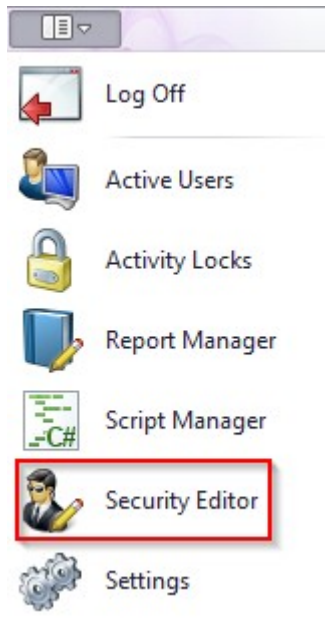 Log Off
Active Users
Activity Locks
Report Manager
C#
Script Manager
Security Editor
Settings